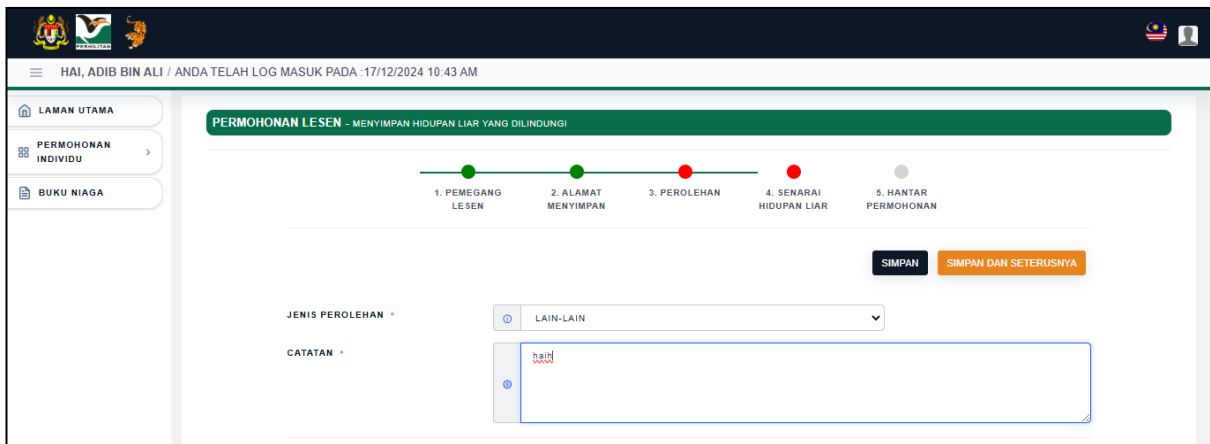 PERHILITAN
HAI, ADIB BIN ALI / ANDA TELAH LOG MASUK PADA :17/12/2024 10:43 AM
LAMAN UTAMA
PERMOHONAN
INDIVIDU
BUKU NIAGA
PERMOHONAN LESEN - MENYIMPAN HIDUPAN LIAR YANG DILINDUNGI
1. PEMEGANG
LESEN
2. ALAMAT
MENYIMPAN
3. PEROLEHAN
4. SENARAI
HIDUPAN LIAR
5. HANTAR
PERMOHONAN
SIMPAN
SIMPAN DAN SETERUSNYA
JENIS PEROLEHAN *
LAIN-LAIN
CATATAN *
haih